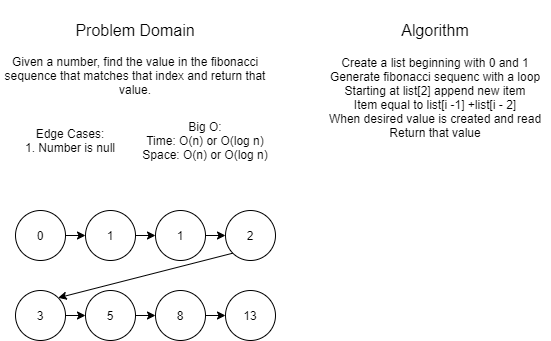 Problem Domain
Given a number, find the value in the fibonacci
sequence that matches that index and return that
value.
Edge Cases:
1. Number is null
Big O:
Time: O(n) or O(log n)
Space: O(n) or O(log n)
Algorithm
Create a list beginning with 0 and 1
Generate fibonacci sequenc with a loop
Starting at list[2] append new item
Item equal to list[i -1] +list[i - 2]
When desired value is created and read
Return that value
0
1
1
2
3
5
8
13